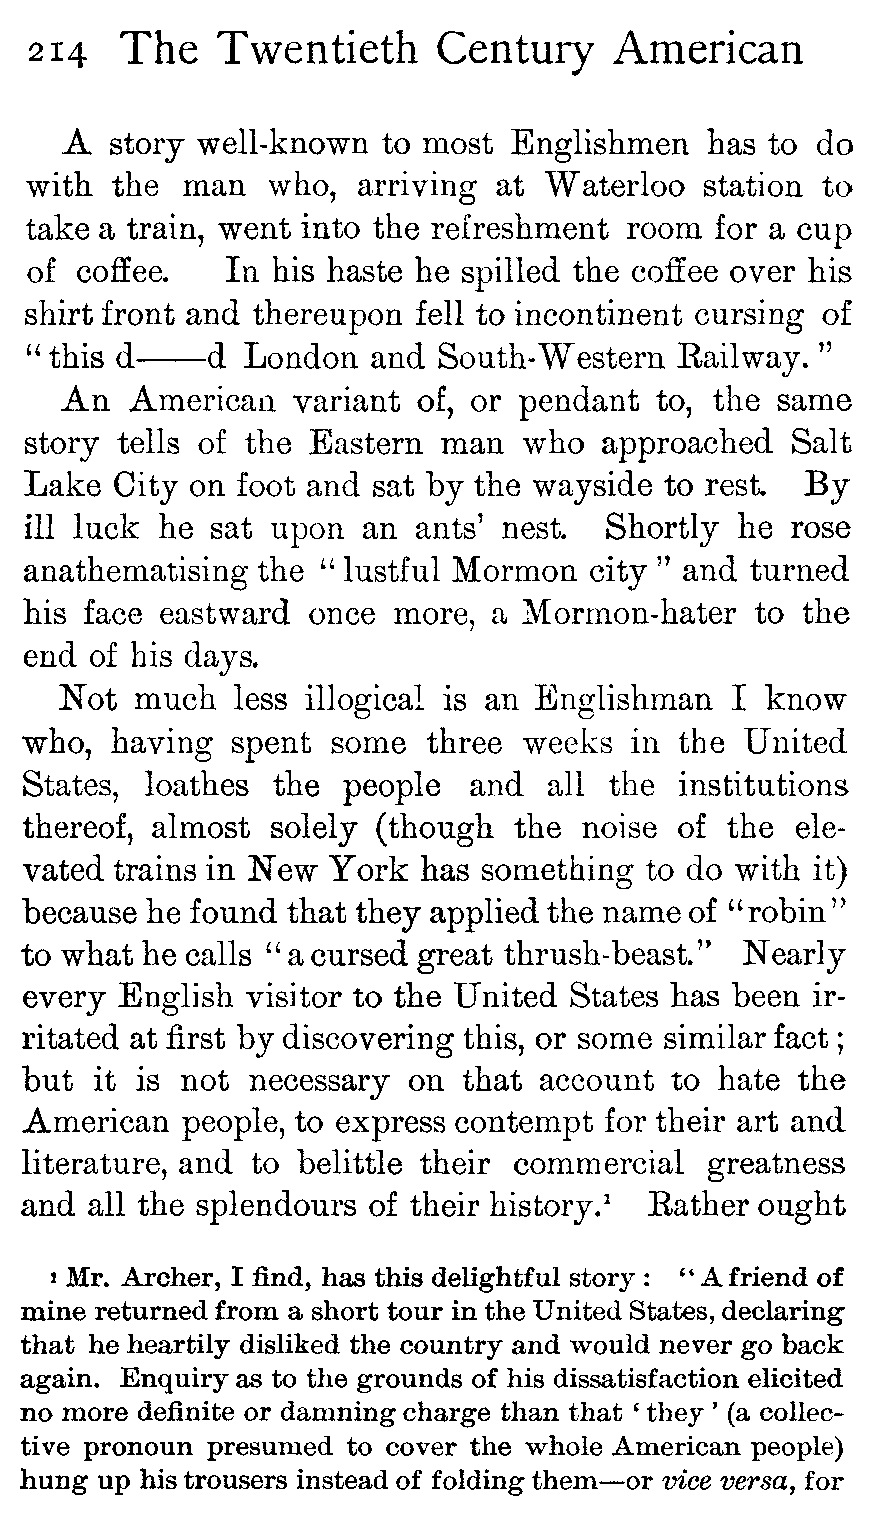 214 The Twentieth Century American
A story well-known to most Englishmen has to do
with the man who, arriving at Waterloo station to
take a train, went into the refreshment room for a cup
of coffee. In his haste he spilled the coffee over his
shirt front and thereupon fell to incontinent cursing of
“this d——d London and South-Western Railway.”
An American variant of, or pendant to, the same
story tells of the Eastern man who approached Salt
Lake City on foot and sat by the wayside to rest. By
ill luck he sat upon an ants’ nest. Shortly he rose
anathematising the “lustful Mormon city” and turned
his face eastward once more, a Mormon-hater to the
end of his days.
Not much less illogical is an Englishman I know
who, having spent some three weeks in the United
States, loathes the people and all the institutions
thereof, almost solely (though the noise of the ele-
vated trains in New York has something to do with it)
because he found that they applied the name of “robin”
to what he calls “a cursed great thrush-beast.” Nearly
every English visitor to the United States has been ir-
ritated at first by discovering this, or some similar fact;
but it is not necessary on that account to hate the
American people, to express contempt for their art and
literature, and to belittle their commercial greatness
and all the splendours of their history.¹ Rather ought
¹ Mr. Archer, I find, has this delightful story: “A friend of
mine returned from a short tour in the United States, declaring
that he heartily disliked the country and would never go back
again. Enquiry as to the grounds of his dissatisfaction elicited
no more definite or damning charge than that ‘they’ (a collec-
tive pronoun presumed to cover the whole American people)
hung up his trousers instead of folding them—or vice versa, for